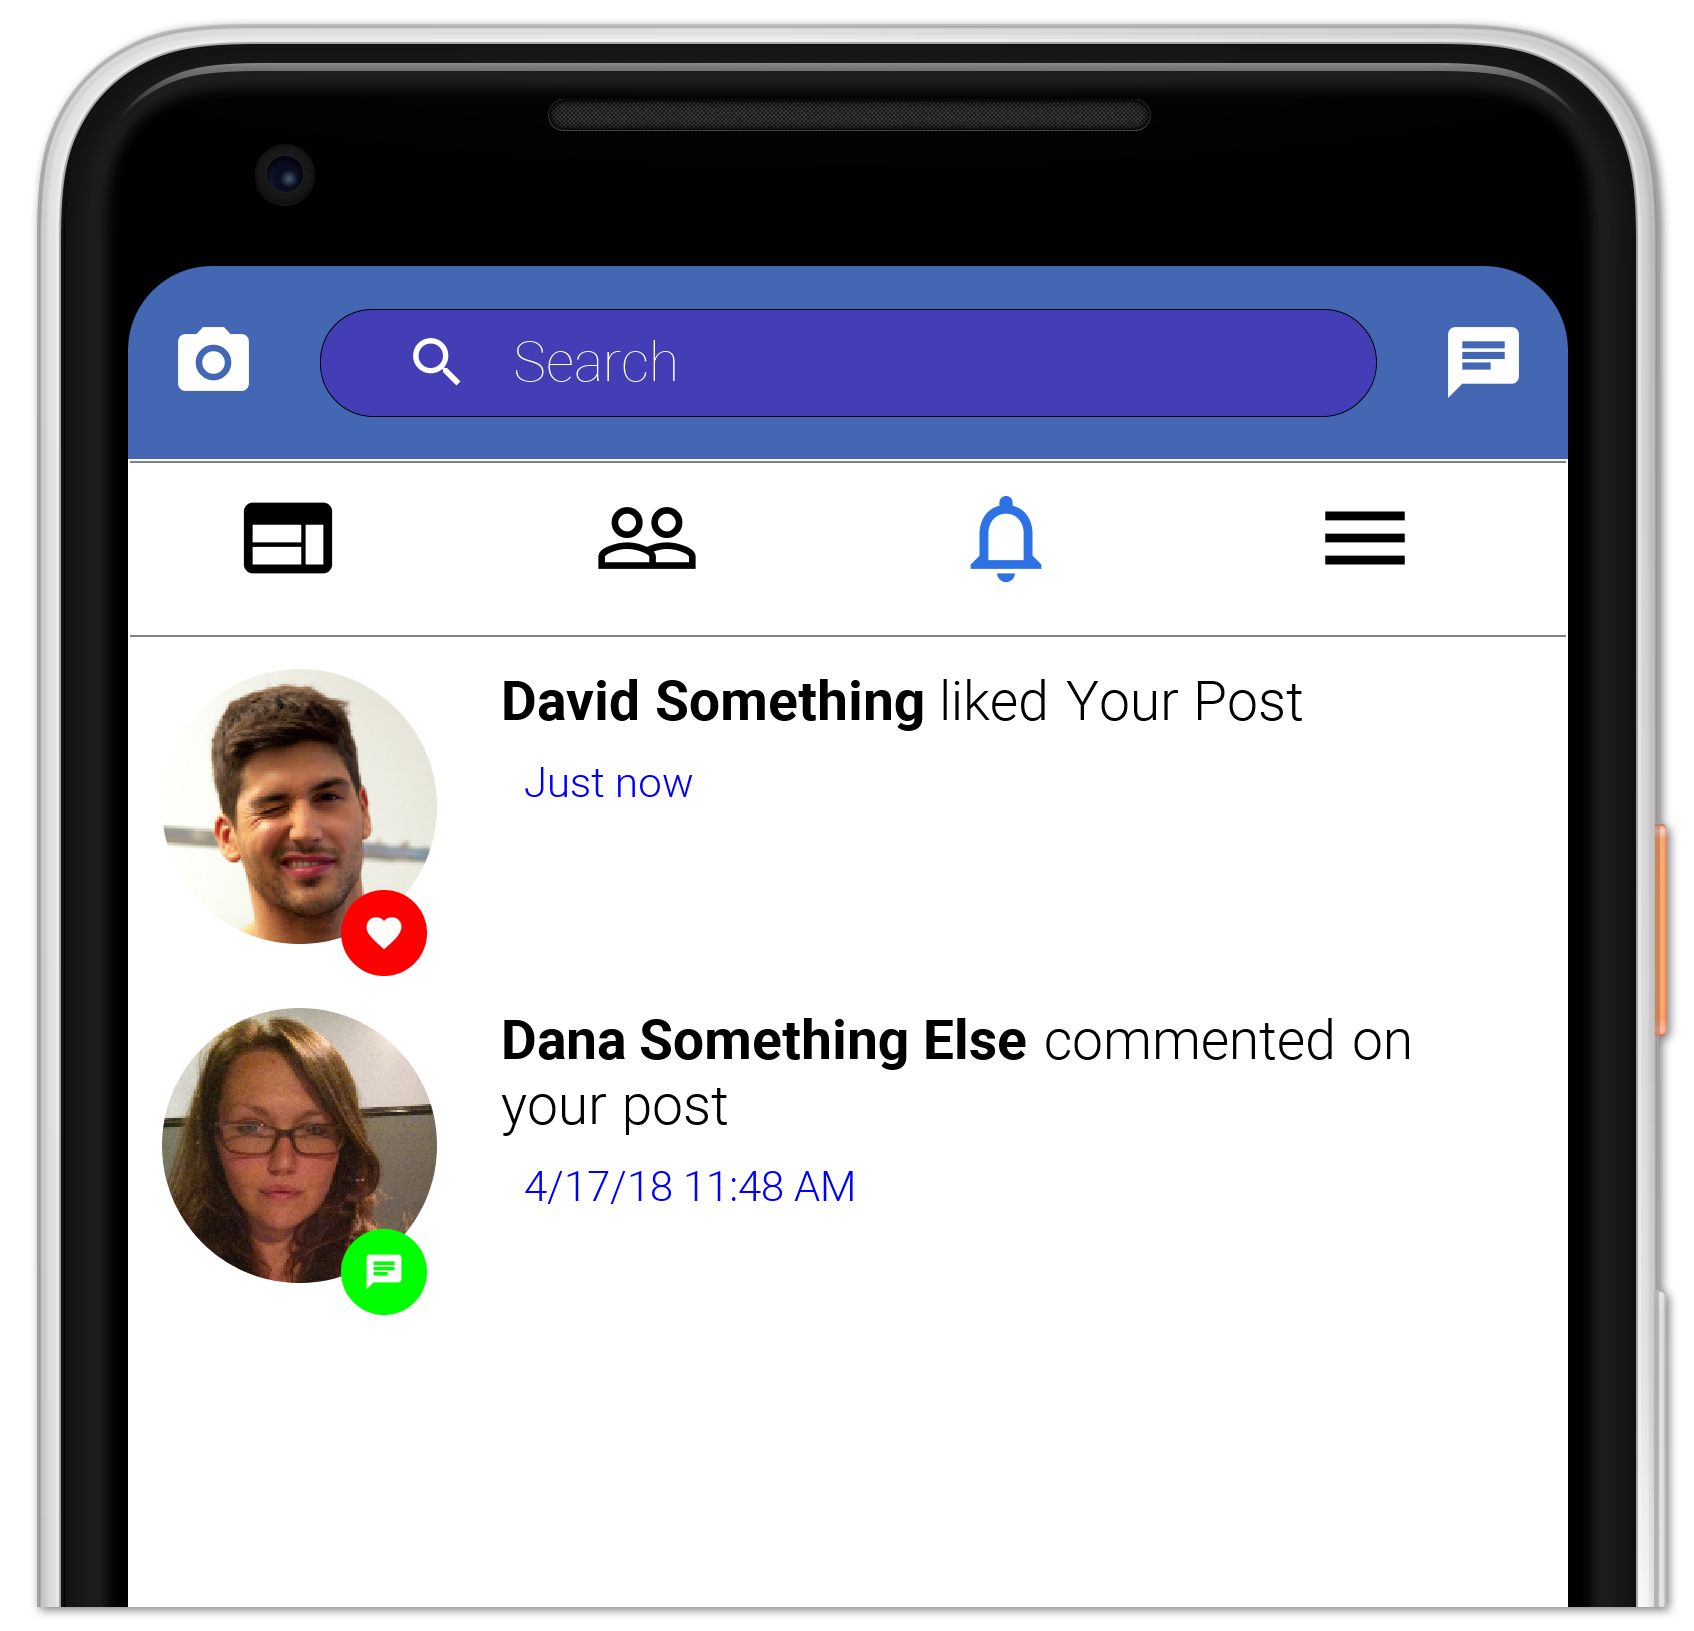 Search
David Something liked Your Post
Just now
Dana Something Else commented on
your post
4/17/18 11:48 AM